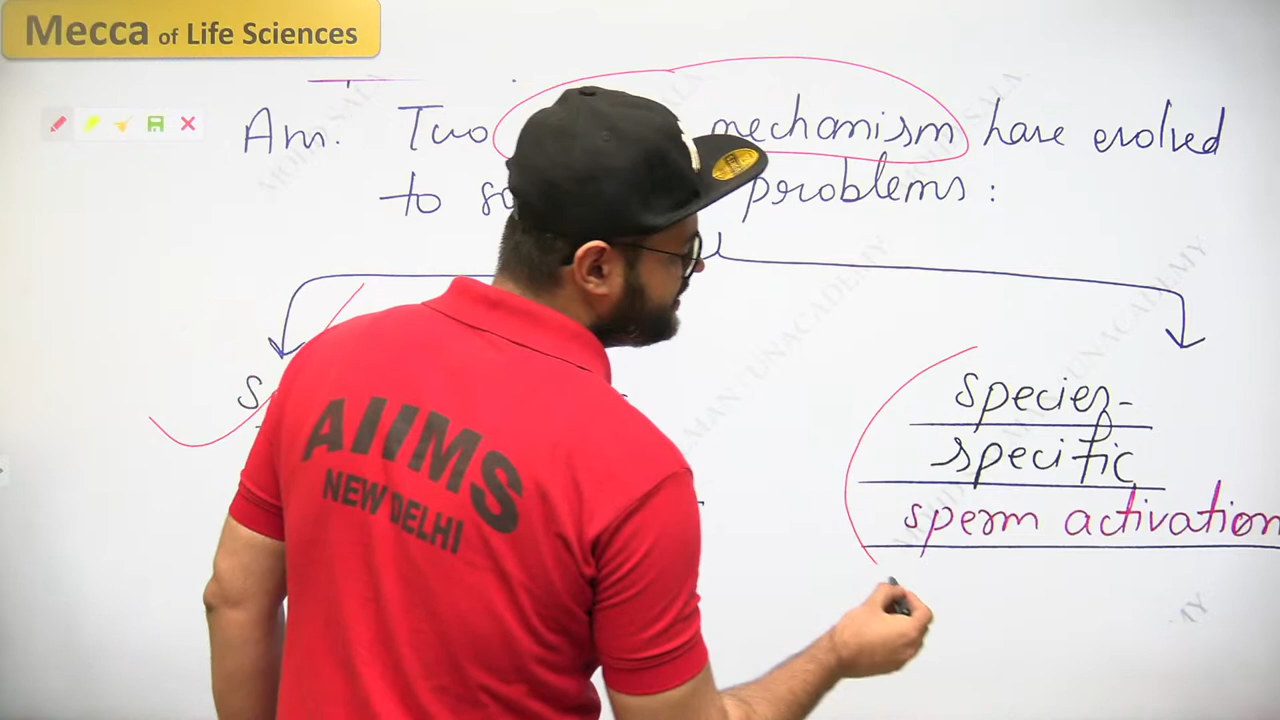 Mecca of Life Sciences
Ans. Two mechanism have evolved
to problems:
species-
specific
sperm activation
AIIMS
NEW DELHI